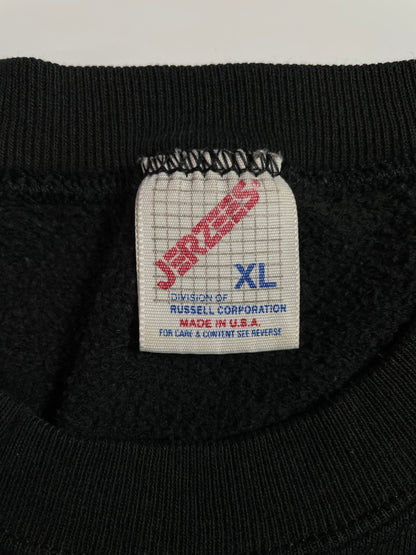 JERZEES
XL
DIVISION OF
RUSSELL CORPORATION
MADE IN U.S.A.
FOR CARE & CONTENT SEE REVERSE